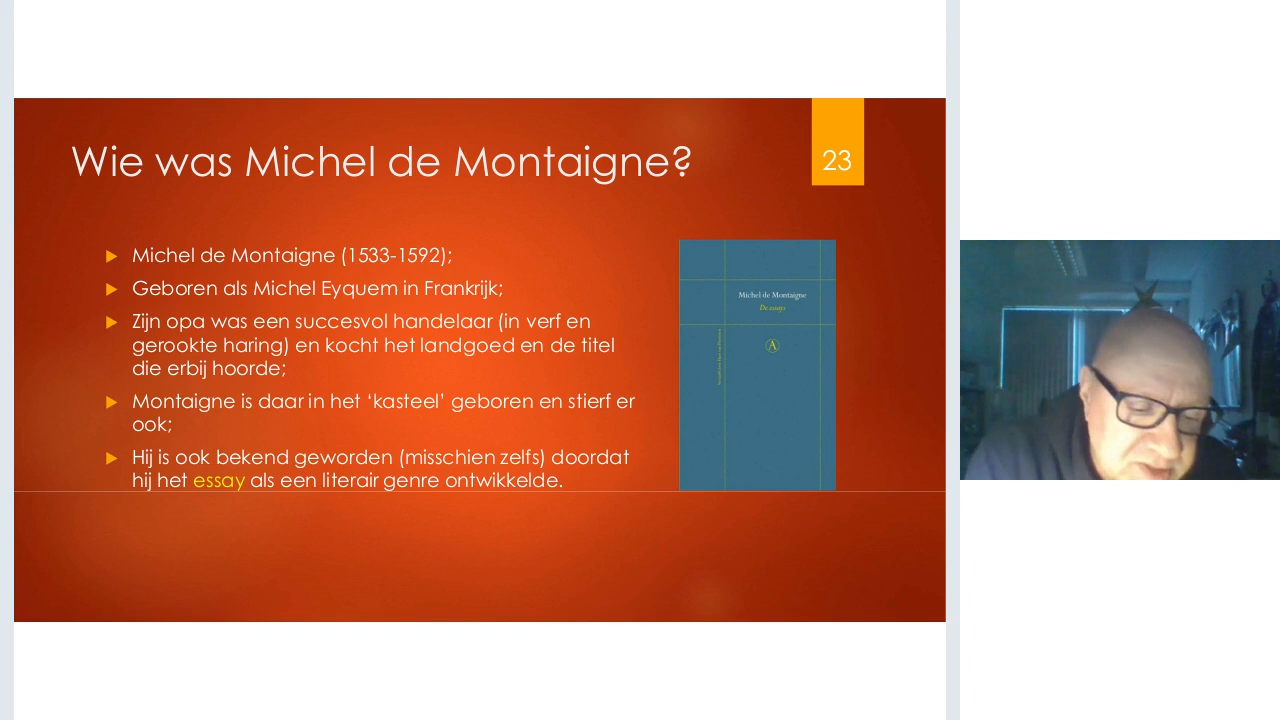 Wie was Michel de Montaigne?
23
Michel de Montaigne (1533-1592);
Geboren als Michel Eyquem in Frankrijk;
Zijn opa was een succesvol handelaar (in verf en
gerookte haring) en kocht het landgoed en de titel
die erbij hoorde;
Montaigne is daar in het ‘kasteel’ geboren en stierf er
ook;
Hij is ook bekend geworden (misschien zelfs) doordat
hij het essay als een literair genre ontwikkelde.
Michel de Montaigne
De essays
A